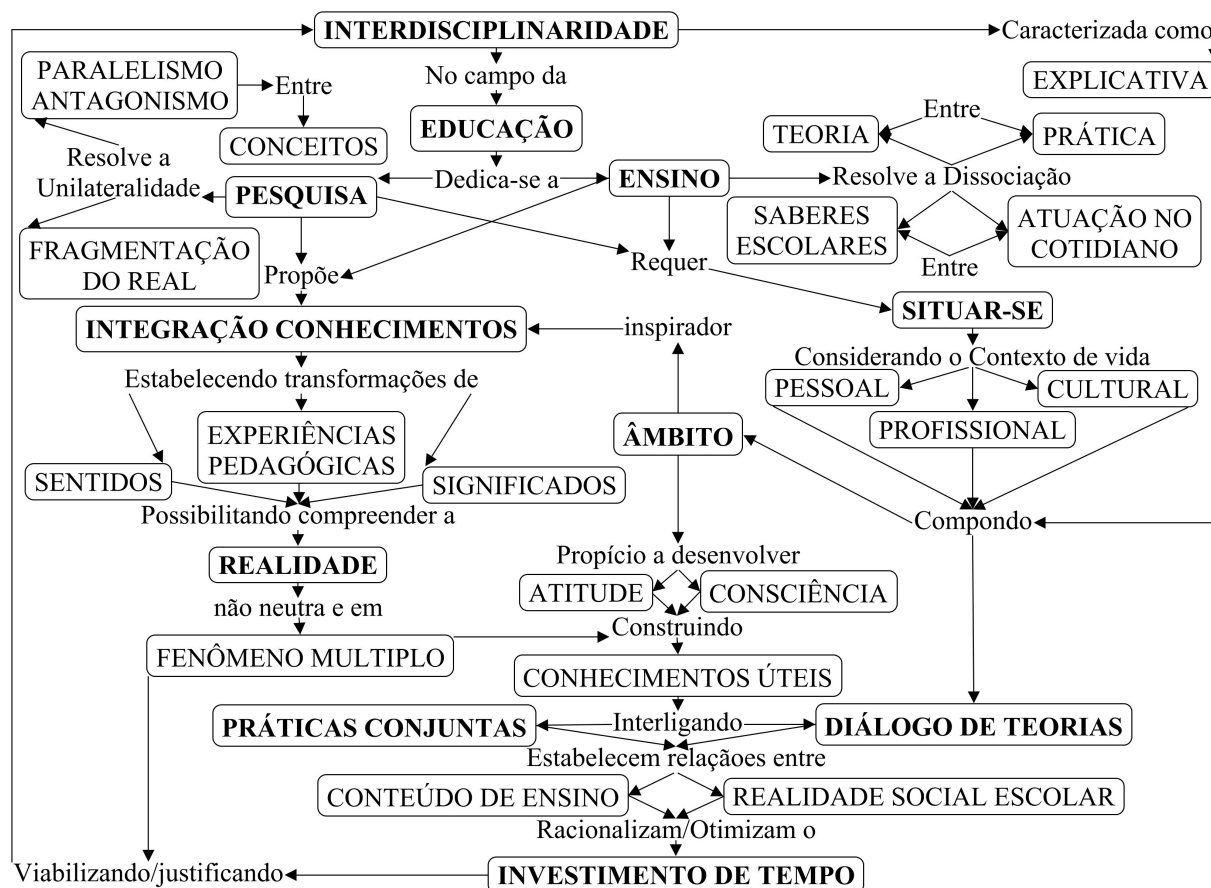 INTERDISCIPLINARIDADE
Caracterizada como
PARALELISMO
ANTAGONISMO
Entre
No campo da
EXPLICATIVA
CONCEITOS
EDUCAÇÃO
TEORIA
Entre
PRÁTICA
Resolve a
Unilateralidade
PESQUISA
Dedica-se a
ENSINO
Resolve a Dissociação
FRAGMENTAÇÃO
DO REAL
Propõe
Requer
SABERES
ESCOLARES
Entre
ATUAÇÃO NO
COTIDIANO
INTEGRAÇÃO CONHECIMENTOS
inspirador
SITUAR-SE
Estabelecendo transformações de
Considerando o Contexto de vida
PESSOAL
CULTURAL
EXPERIÊNCIAS
PEDAGÓGICAS
ÂMBITO
PROFISSIONAL
SENTIDOS
SIGNIFICADOS
Possibilitando compreender a
Compondo
REALIDADE
Propício a desenvolver
não neutra e em
ATITUDE
CONSCIÊNCIA
FENÔMENO MULTIPLO
Construindo
CONHECIMENTOS ÚTEIS
PRÁTICAS CONJUNTAS
Interligando
DIÁLOGO DE TEORIAS
Estabelecem relaçãoes entre
CONTEÚDO DE ENSINO
REALIDADE SOCIAL ESCOLAR
Racionalizam/Otimizam o
Viabilizando/justificando
INVESTIMENTO DE TEMPO